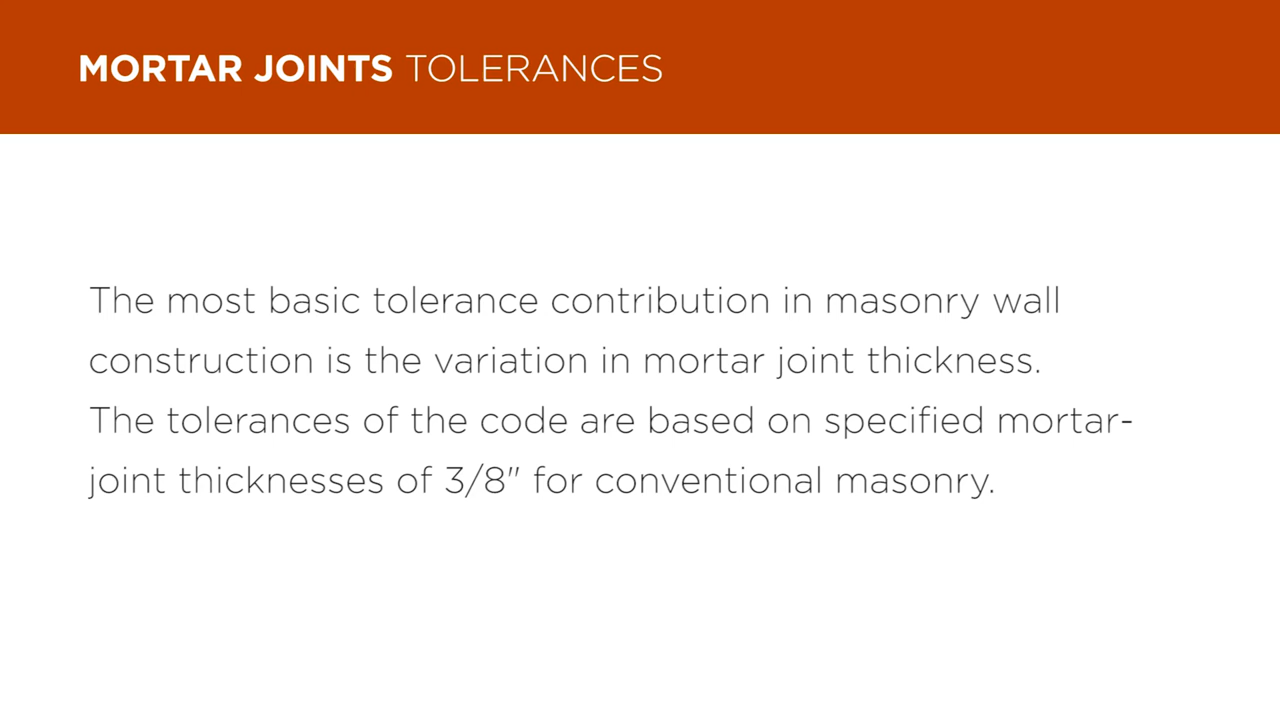 MORTAR JOINTS TOLERANCES
The most basic tolerance contribution in masonry wall
construction is the variation in mortar joint thickness.
The tolerances of the code are based on specified mortar-
joint thicknesses of 3/8" for conventional masonry.